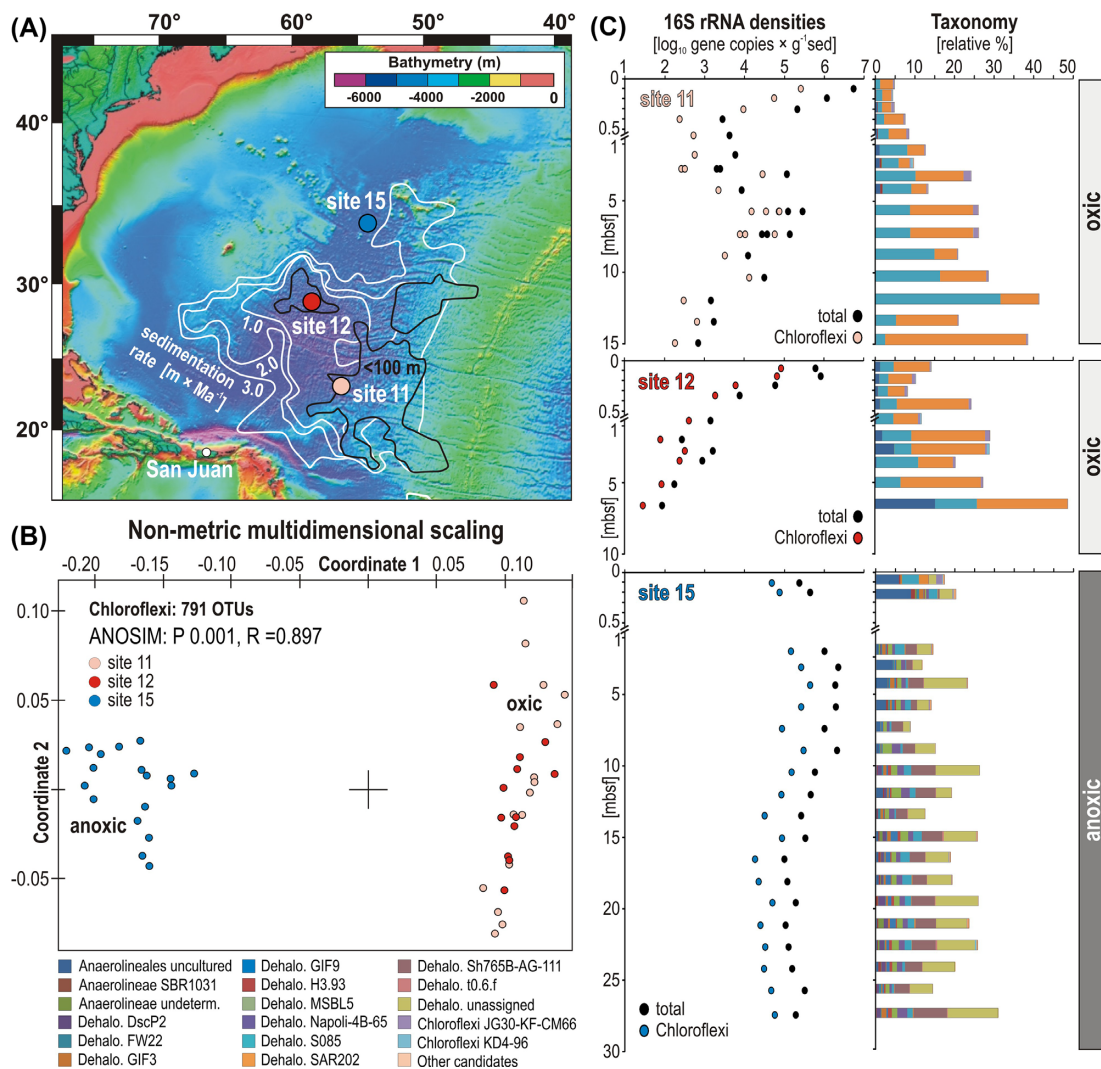 (A)
70° 60° 50° 40°
Bathymetry (m)
-6000 -4000 -2000 0
40°
30°
20°
site 15
site 12
site 11
1.0
2.0
3.0
sedimentation
rate [m × Ma⁻¹]
<100 m
San Juan
(B)
Non-metric multidimensional scaling
-0.20 -0.15 -0.10 -0.05 Coordinate 1 0.05 0.10
Coordinate 2
0.10
0.05
0
-0.05
Chloroflexi: 791 OTUs
ANOSIM: P 0.001, R =0.897
site 11
site 12
site 15
oxic
anoxic
Anaerolineales uncultured
Anaerolineae SBR1031
Anaerolineae undeterm.
Dehalo. DscP2
Dehalo. FW22
Dehalo. GIF3
Dehalo. GIF9
Dehalo. H3.93
Dehalo. MSBL5
Dehalo. Napoli-4B-65
Dehalo. S085
Dehalo. SAR202
Dehalo. Sh765B-AG-111
Dehalo. t0.6.f
Dehalo. unassigned
Chloroflexi JG30-KF-CM66
Chloroflexi KD4-96
Other candidates
(C)
16S rRNA densities
[log₁₀ gene copies × g⁻¹sed]
1 2 3 4 5 6 7
Taxonomy
[relative %]
0 10 20 30 40 50
site 11
0
0.5
1
5
10
15
[mbsf]
total
Chloroflexi
oxic
site 12
0
0.5
1
5
10
[mbsf]
total
Chloroflexi
oxic
site 15
0
0.5
1
5
10
15
20
25
30
[mbsf]
total
Chloroflexi
anoxic